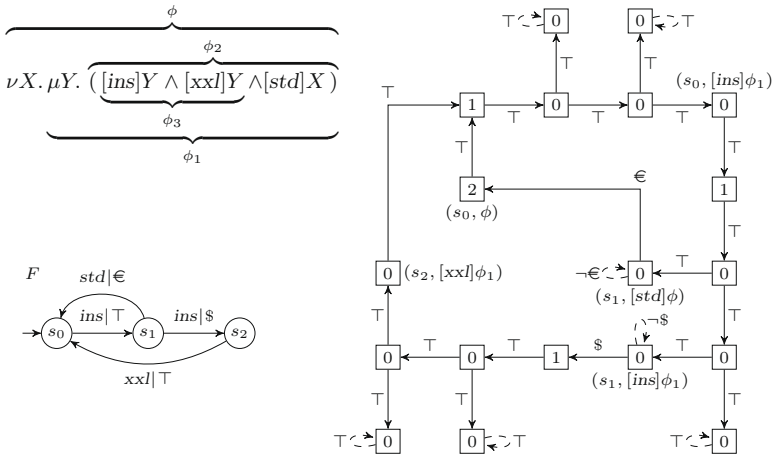 ϕ
ϕ₂
νX. μY. ( [ins]Y ∧ [xxl]Y ∧[std]X )
ϕ₃
ϕ₁
F
std|€
s₀
ins|⊤
s₁
ins|$
s₂
xxl|⊤
⊤ 0 0 ⊤
⊤ ⊤
(s₀, [ins]ϕ₁)
⊤
1 ⊤ 0 ⊤ 0 ⊤ 0
⊤ ⊤
€
2 1
(s₀, ϕ)
⊤
0 (s₂, [xxl]ϕ₁) ¬€ 0 ⊤ 0
(s₁, [std]ϕ)
⊤ ¬$ ⊤
0 ⊤ 0 ⊤ 1 $ 0 ⊤ 0
(s₁, [ins]ϕ₁)
⊤ ⊤ ⊤
⊤ 0 0 ⊤ ⊤ 0